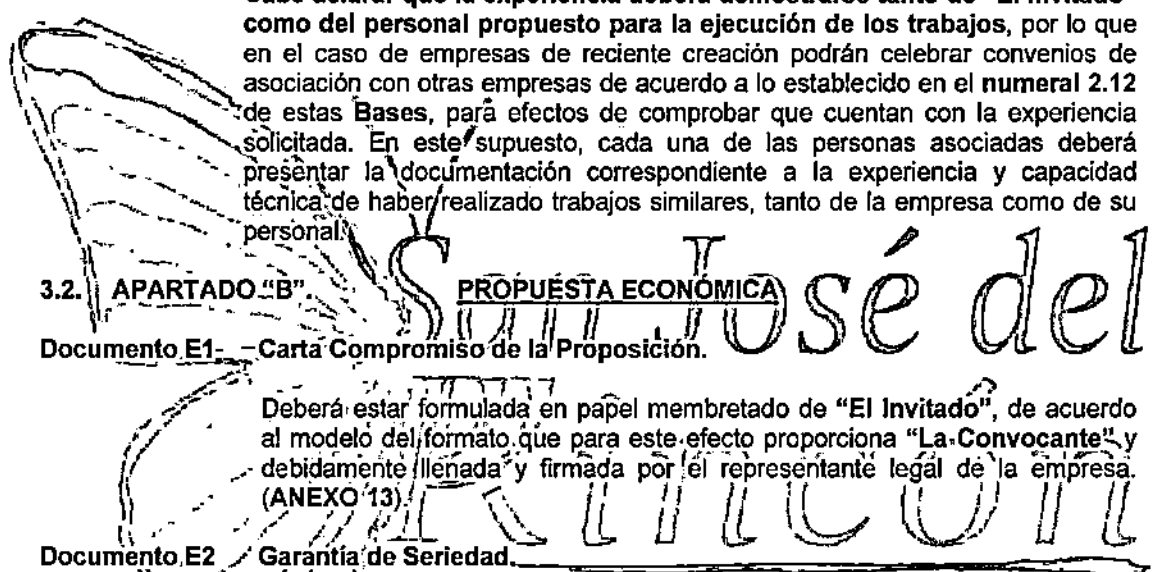 como del personal propuesto para la ejecución de los trabajos, por lo que
en el caso de empresas de reciente creación podrán celebrar convenios de
asociación con otras empresas de acuerdo a lo establecido en el numeral 2.12
de estas Bases, para efectos de comprobar que cuentan con la experiencia
solicitada. En este supuesto, cada una de las personas asociadas deberá
presentar la documentación correspondiente a la experiencia y capacidad
técnica de haber realizado trabajos similares, tanto de la empresa como de su
personal.
San José del
3.2. APARTADO "B". PROPUESTA ECONÓMICA
Documento E1- Carta Compromiso de la Proposición.
Deberá estar formulada en papel membretado de "El Invitado", de acuerdo
al modelo del formato que para este efecto proporciona "La Convocante" y
debidamente llenada y firmada por el representante legal de la empresa.
(ANEXO 13)
Rincón
Documento E2 Garantía de Seriedad.